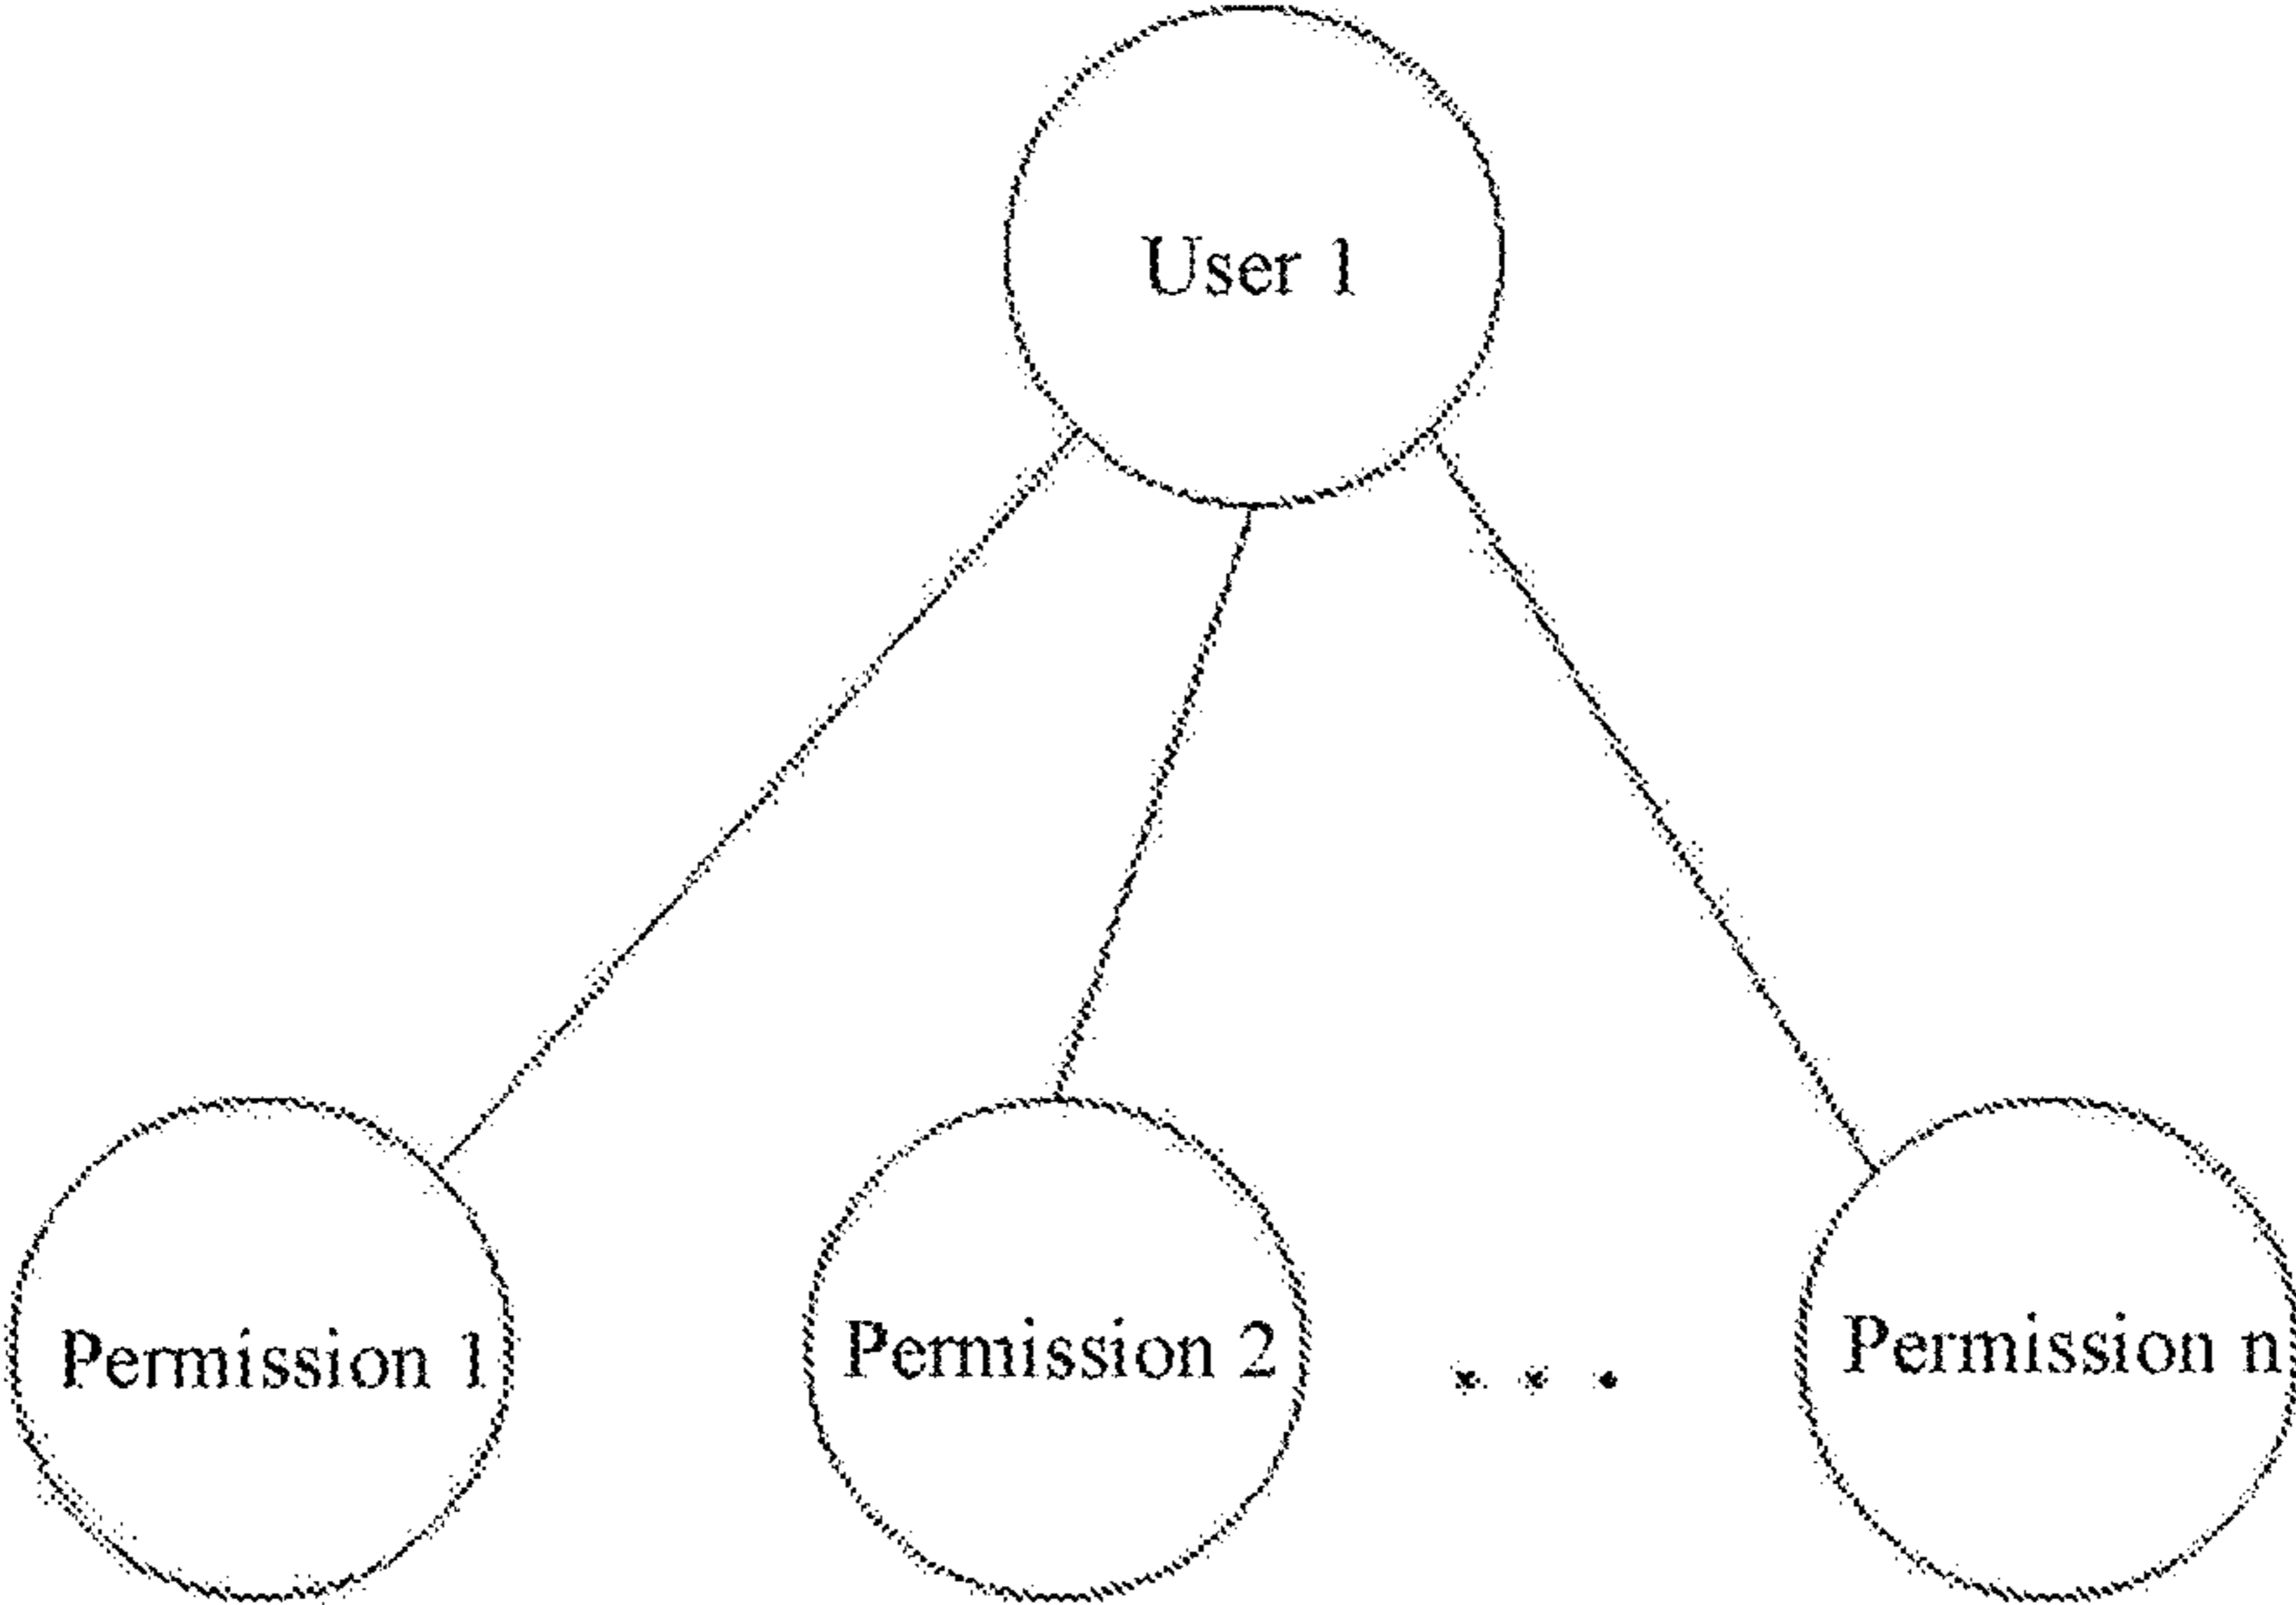 User 1
Permission 1
Permission 2
. . .
Permission n